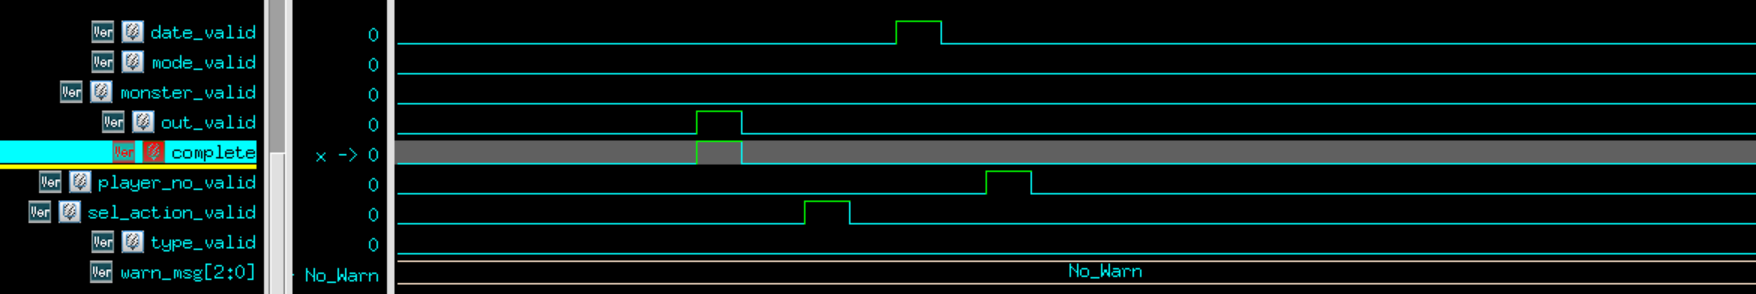 Ver date_valid 0
Ver mode_valid 0
Ver monster_valid 0
Ver out_valid 0
Ver complete x -> 0
Ver player_no_valid 0
Ver sel_action_valid 0
Ver type_valid 0
Ver warn_msg[2:0] No_Warn No_Warn